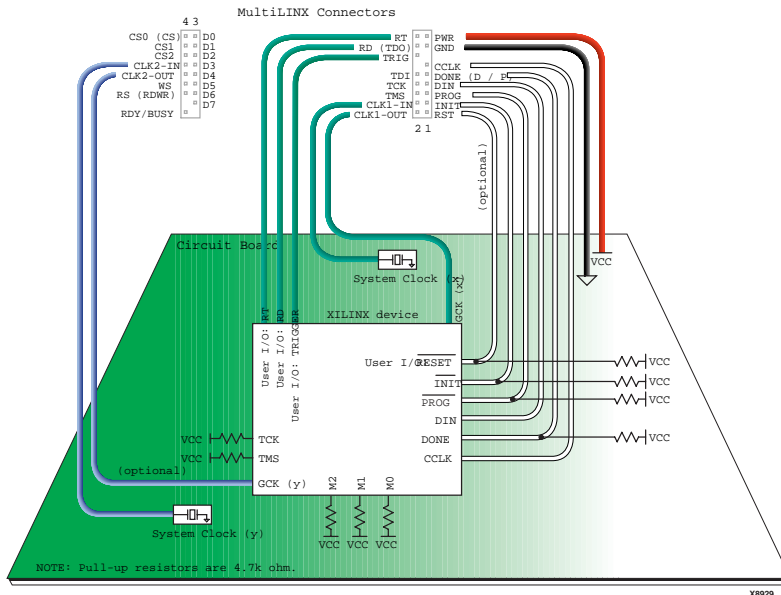 MultiLINX Connectors
4 3
CS0 (CS) D0
CS1 D1
CS2 D2
CLK2-IN D3
CLK2-OUT D4
WS D5
RS (RDWR) D6
D7
RDY/BUSY
RT PWR
RD (TDO) GND
TRIG
CCLK
TDI DONE (D / P)
TCK DIN
TMS PROG
CLK1-IN INIT
CLK1-OUT RST
2 1
(optional)
Circuit Board
VCC
System Clock (x)
GCK (x)
XILINX device
User I/O: RT
User I/O: RD
User I/O: TRIGGER
User I/O RESET VCC
INIT VCC
PROG VCC
DIN
VCC TCK DONE VCC
VCC TMS CCLK
(optional)
GCK (y)
M2 M1 M0
System Clock (y)
VCC VCC VCC
NOTE: Pull-up resistors are 4.7k ohm.
X8929